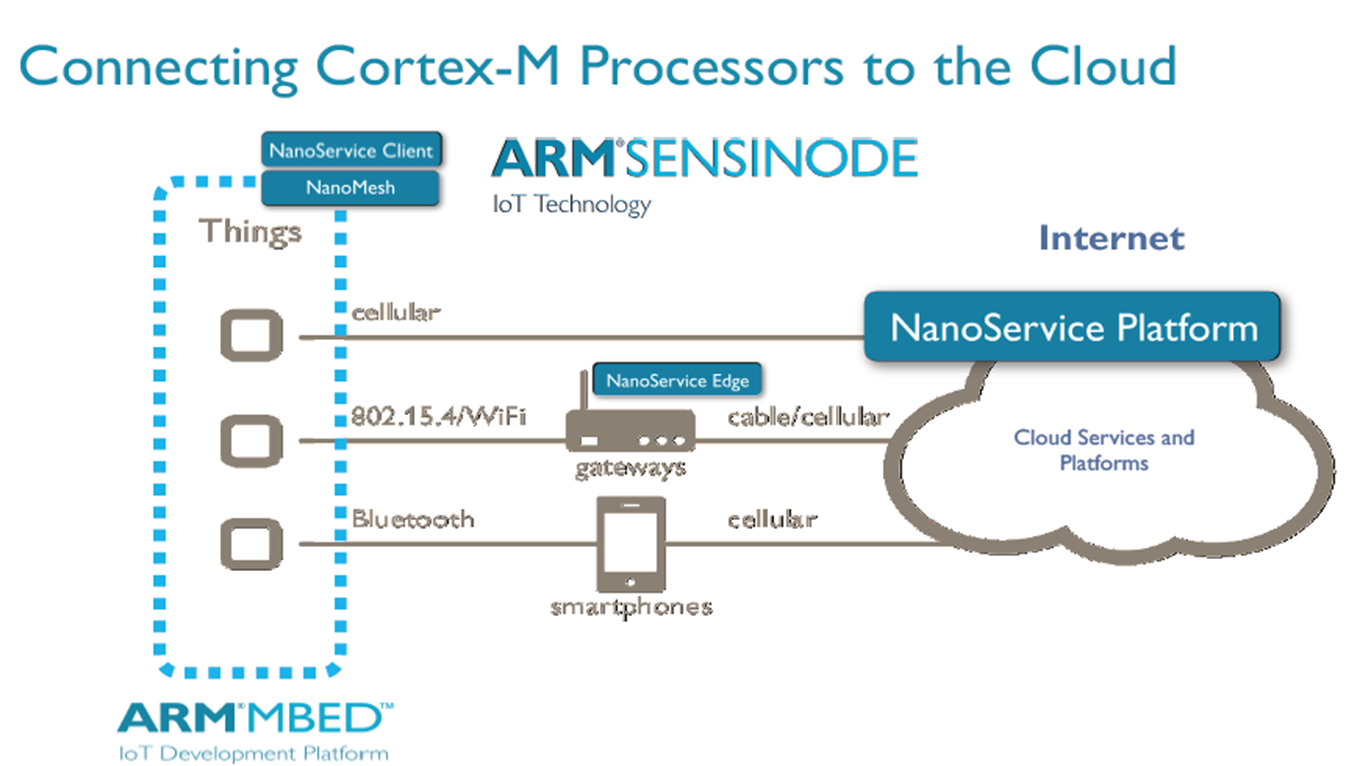 Connecting Cortex-M Processors to the Cloud
NanoService Client
NanoMesh
ARM®SENSINODE
IoT Technology
Things
Internet
cellular
NanoService Platform
NanoService Edge
802.15.4/WiFi
cable/cellular
gateways
Cloud Services and
Platforms
Bluetooth
cellular
smartphones
ARM®MBED™
IoT Development Platform